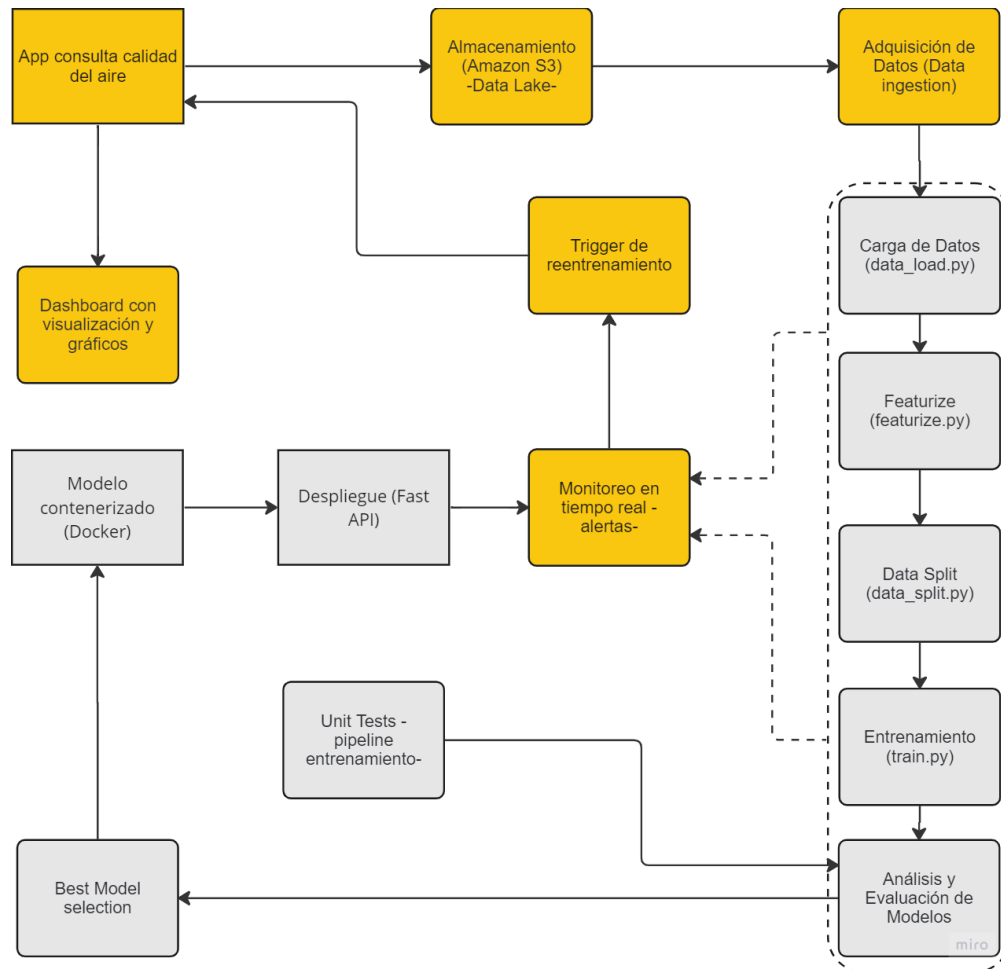 App consulta calidad
del aire
Almacenamiento
(Amazon S3)
-Data Lake-
Adquisición de
Datos (Data
ingestion)
Carga de Datos
(data_load.py)
Trigger de
reentrenamiento
Dashboard con
visualización y
gráficos
Featurize
(featurize.py)
Modelo
contenerizado
(Docker)
Despliegue (Fast
API)
Monitoreo en
tiempo real -
alertas-
Data Split
(data_split.py)
Unit Tests -
pipeline
entrenamiento-
Entrenamiento
(train.py)
Best Model
selection
Análisis y
Evaluación de
Modelos
miro